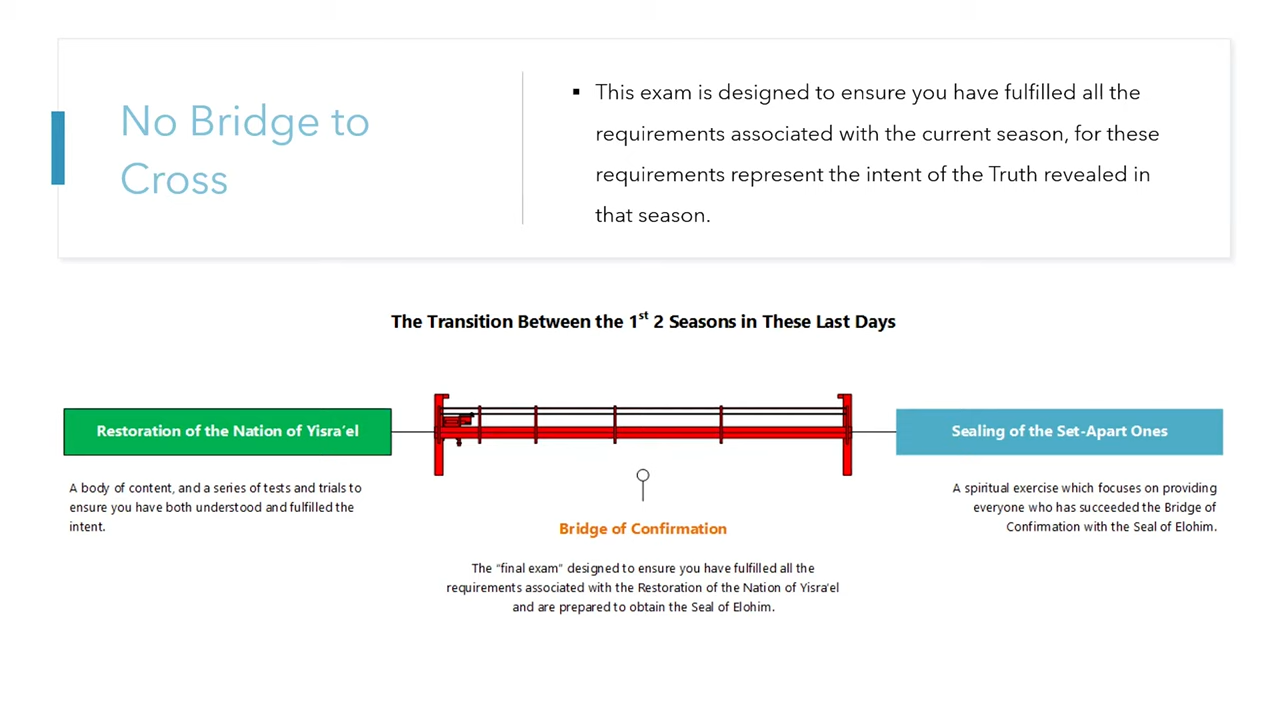 No Bridge to
Cross
▪ This exam is designed to ensure you have fulfilled all the
requirements associated with the current season, for these
requirements represent the intent of the Truth revealed in
that season.
The Transition Between the 1st 2 Seasons in These Last Days
Restoration of the Nation of Yisra’el
A body of content, and a series of tests and trials to
ensure you have both understood and fulfilled the
intent.
Bridge of Confirmation
The “final exam” designed to ensure you have fulfilled all the
requirements associated with the Restoration of the Nation of Yisra’el
and are prepared to obtain the Seal of Elohim.
Sealing of the Set-Apart Ones
A spiritual exercise which focuses on providing
everyone who has succeeded the Bridge of
Confirmation with the Seal of Elohim.